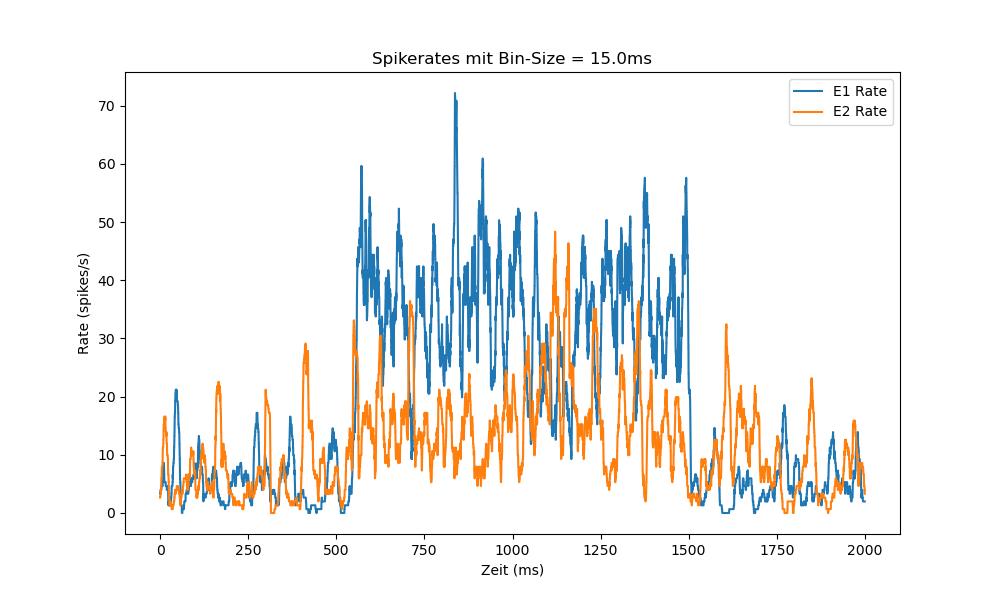 Spikerates mit Bin-Size = 15.0ms
E1 Rate
E2 Rate
Rate (spikes/s)
70
60
50
40
30
20
10
0
0 250 500 750 1000 1250 1500 1750 2000
Zeit (ms)